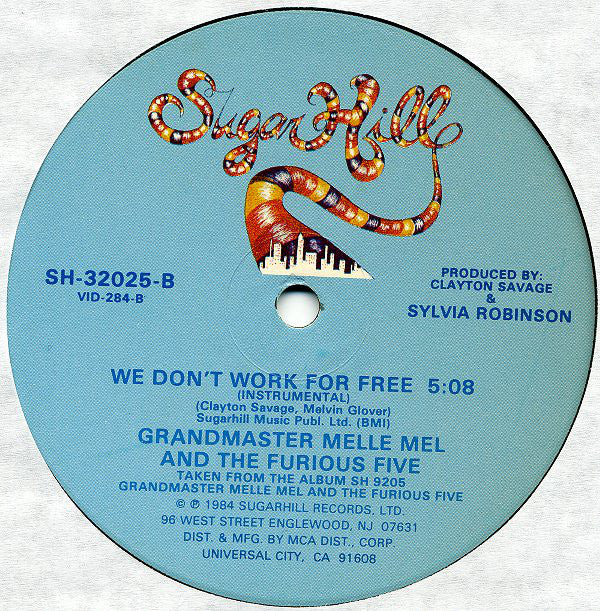 Sugar Hill
SH-32025-B
VID-284-B
PRODUCED BY:
CLAYTON SAVAGE
&
SYLVIA ROBINSON
WE DON'T WORK FOR FREE 5:08
(INSTRUMENTAL)
(Clayton Savage, Melvin Glover)
Sugarhill Music Publ. Ltd. (BMI)
GRANDMASTER MELLE MEL
AND THE FURIOUS FIVE
TAKEN FROM THE ALBUM SH 9205
GRANDMASTER MELLE MEL AND THE FURIOUS FIVE
© ℗ 1984 SUGARHILL RECORDS, LTD.
96 WEST STREET ENGLEWOOD, NJ 07631
DIST. & MFG. BY MCA DIST., CORP.
UNIVERSAL CITY, CA 91608